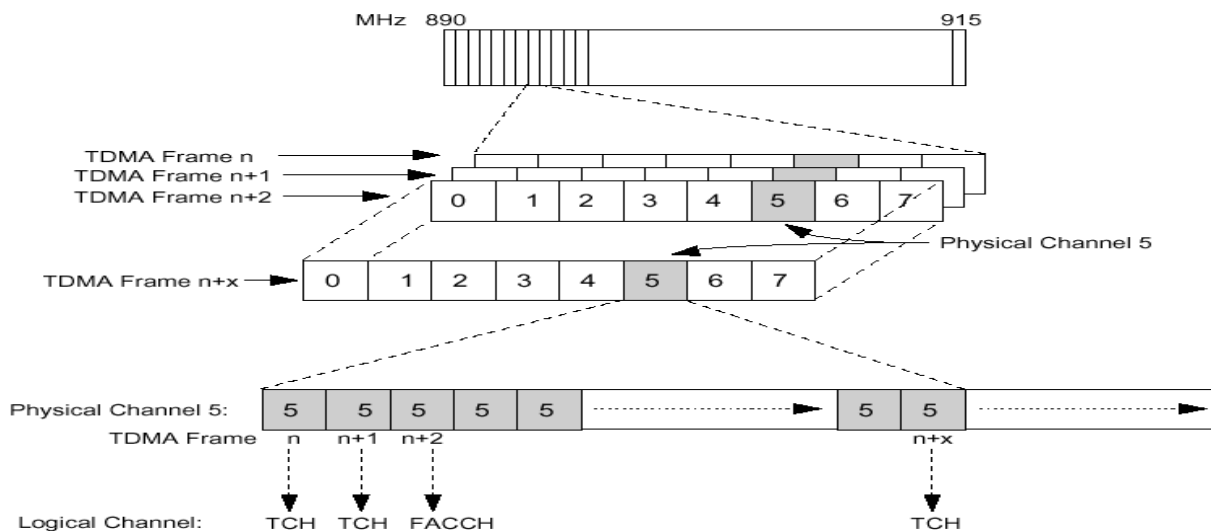 MHz 890 915
TDMA Frame n
TDMA Frame n+1
TDMA Frame n+2
0 1 2 3 4 5 6 7
Physical Channel 5
TDMA Frame n+x
0 1 2 3 4 5 6 7
Physical Channel 5: 5 5 5 5 5 5 5
TDMA Frame n n+1 n+2 n+x
Logical Channel: TCH TCH FACCH TCH